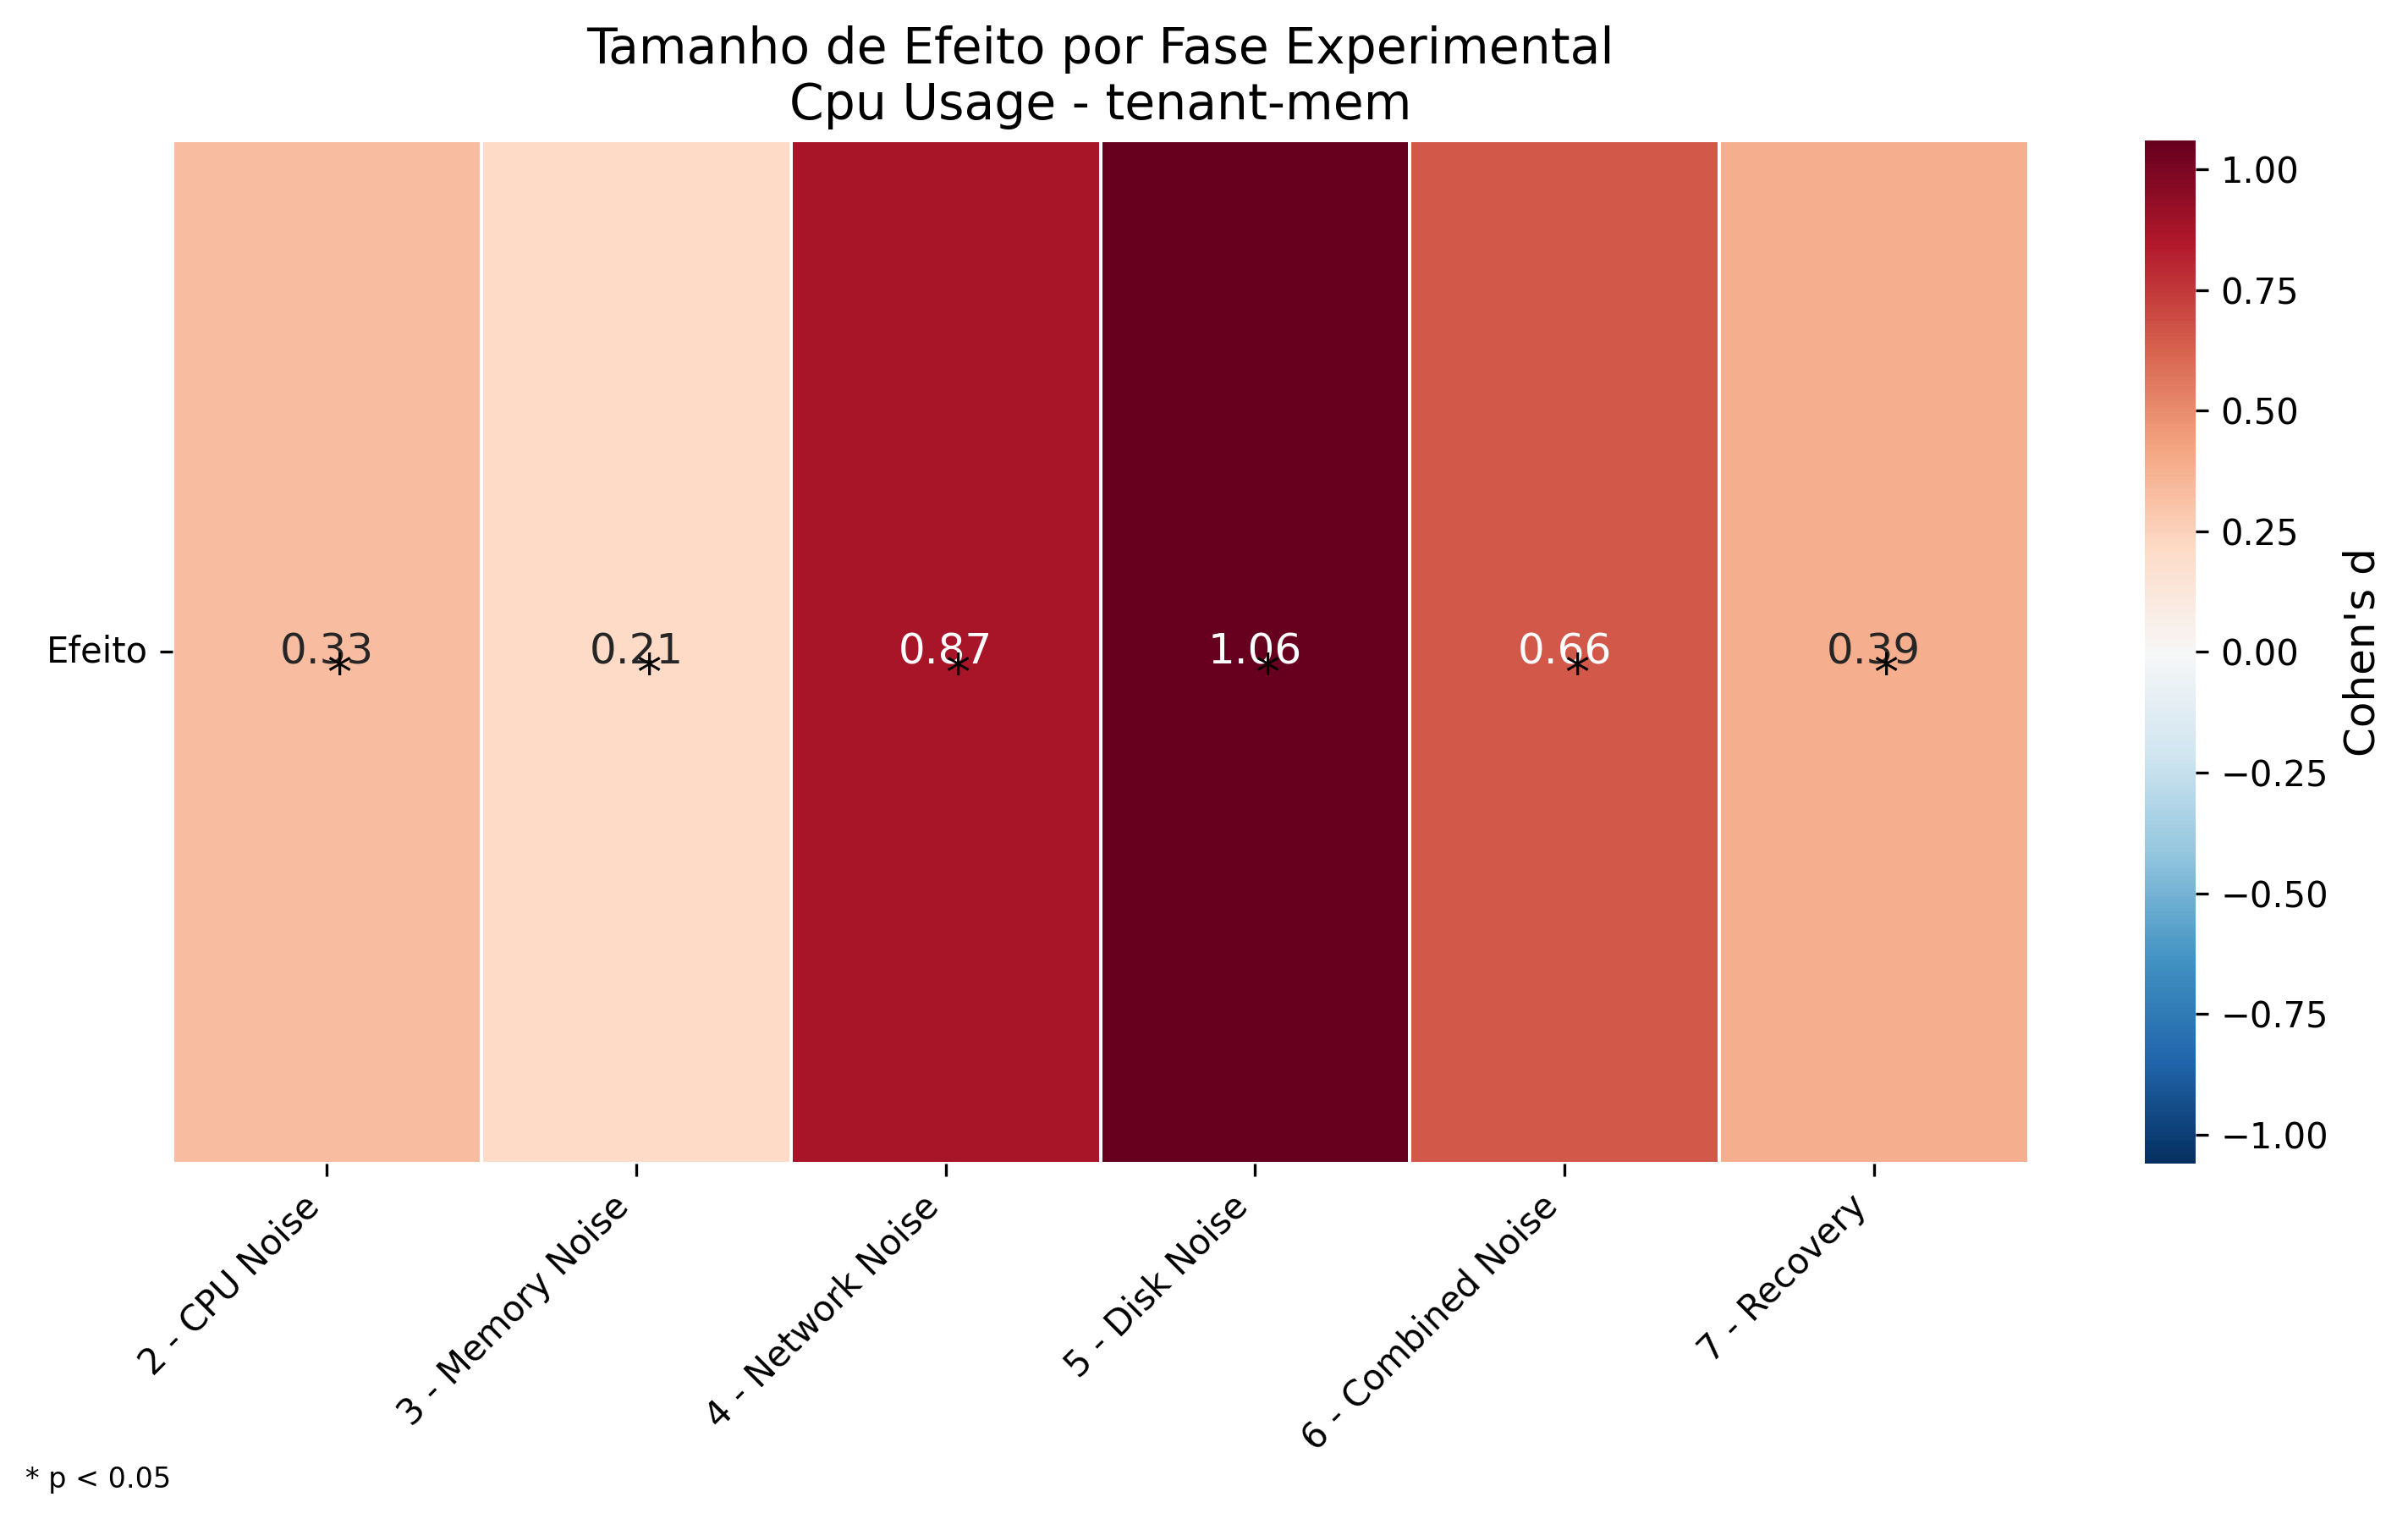 Tamanho de Efeito por Fase Experimental
Cpu Usage - tenant-mem
Efeito
0.33
*
0.21
*
0.87
*
1.06
*
0.66
*
0.39
*
2 - CPU Noise
3 - Memory Noise
4 - Network Noise
5 - Disk Noise
6 - Combined Noise
7 - Recovery
1.00
0.75
0.50
0.25
0.00
−0.25
−0.50
−0.75
−1.00
Cohen's d
* p < 0.05